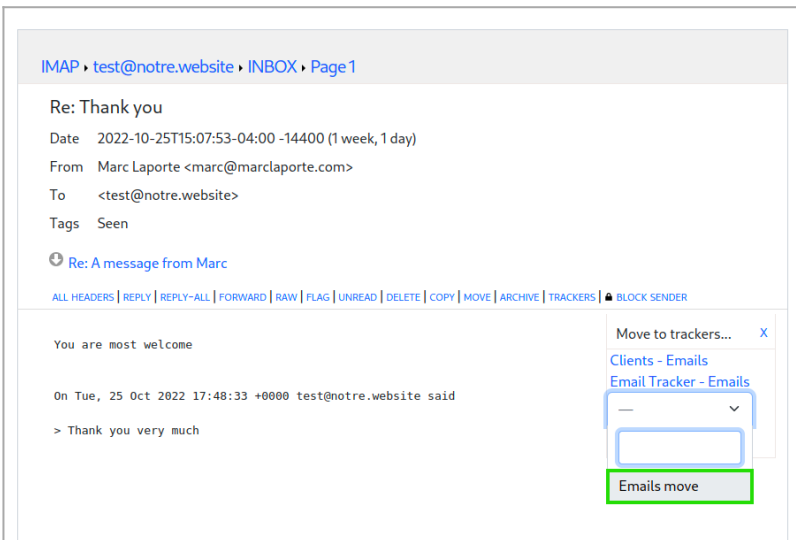 IMAP › test@notre.website › INBOX › Page 1
Re: Thank you
Date 2022-10-25T15:07:53-04:00 -14400 (1 week, 1 day)
From Marc Laporte <marc@marclaporte.com>
To <test@notre.website>
Tags Seen
Re: A message from Marc
ALL HEADERS | REPLY | REPLY-ALL | FORWARD | RAW | FLAG | UNREAD | DELETE | COPY | MOVE | ARCHIVE | TRACKERS | BLOCK SENDER
You are most welcome
On Tue, 25 Oct 2022 17:48:33 +0000 test@notre.website said
> Thank you very much
Move to trackers... X
Clients - Emails
Email Tracker - Emails
—
Emails move